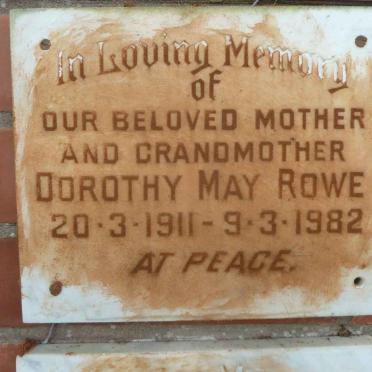 In Loving Memory
of
OUR BELOVED MOTHER
AND GRANDMOTHER
DOROTHY MAY ROWE
20·3·1911-9·3·1982
AT PEACE.